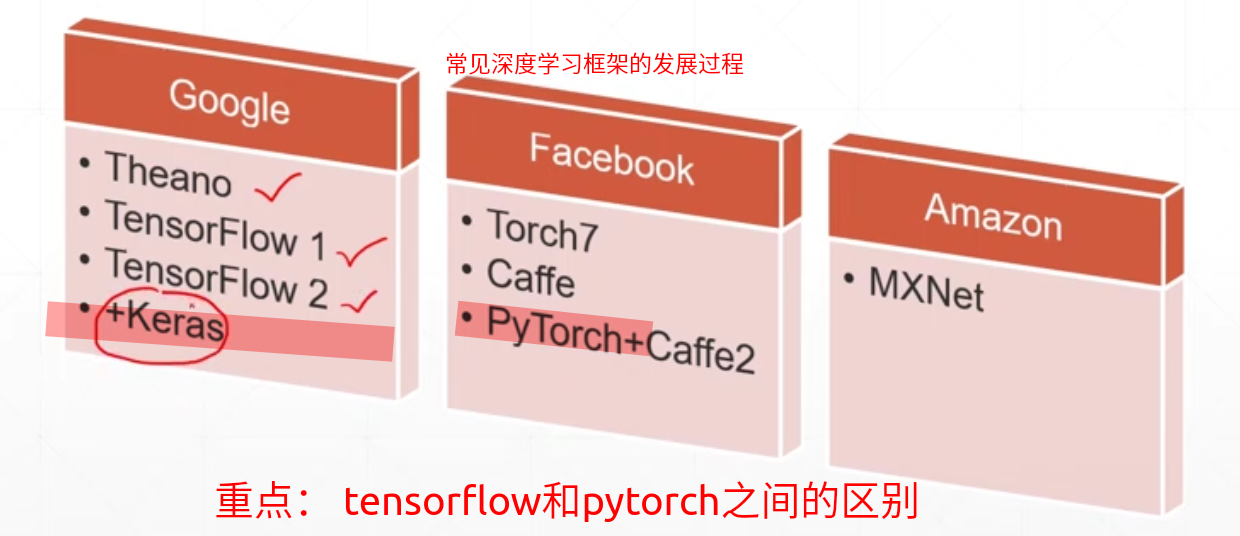 常见深度学习框架的发展过程
Google
• Theano
• TensorFlow 1
• TensorFlow 2
• +Keras
Facebook
• Torch7
• Caffe
• PyTorch+Caffe2
Amazon
• MXNet
重点： tensorflow和pytorch之间的区别